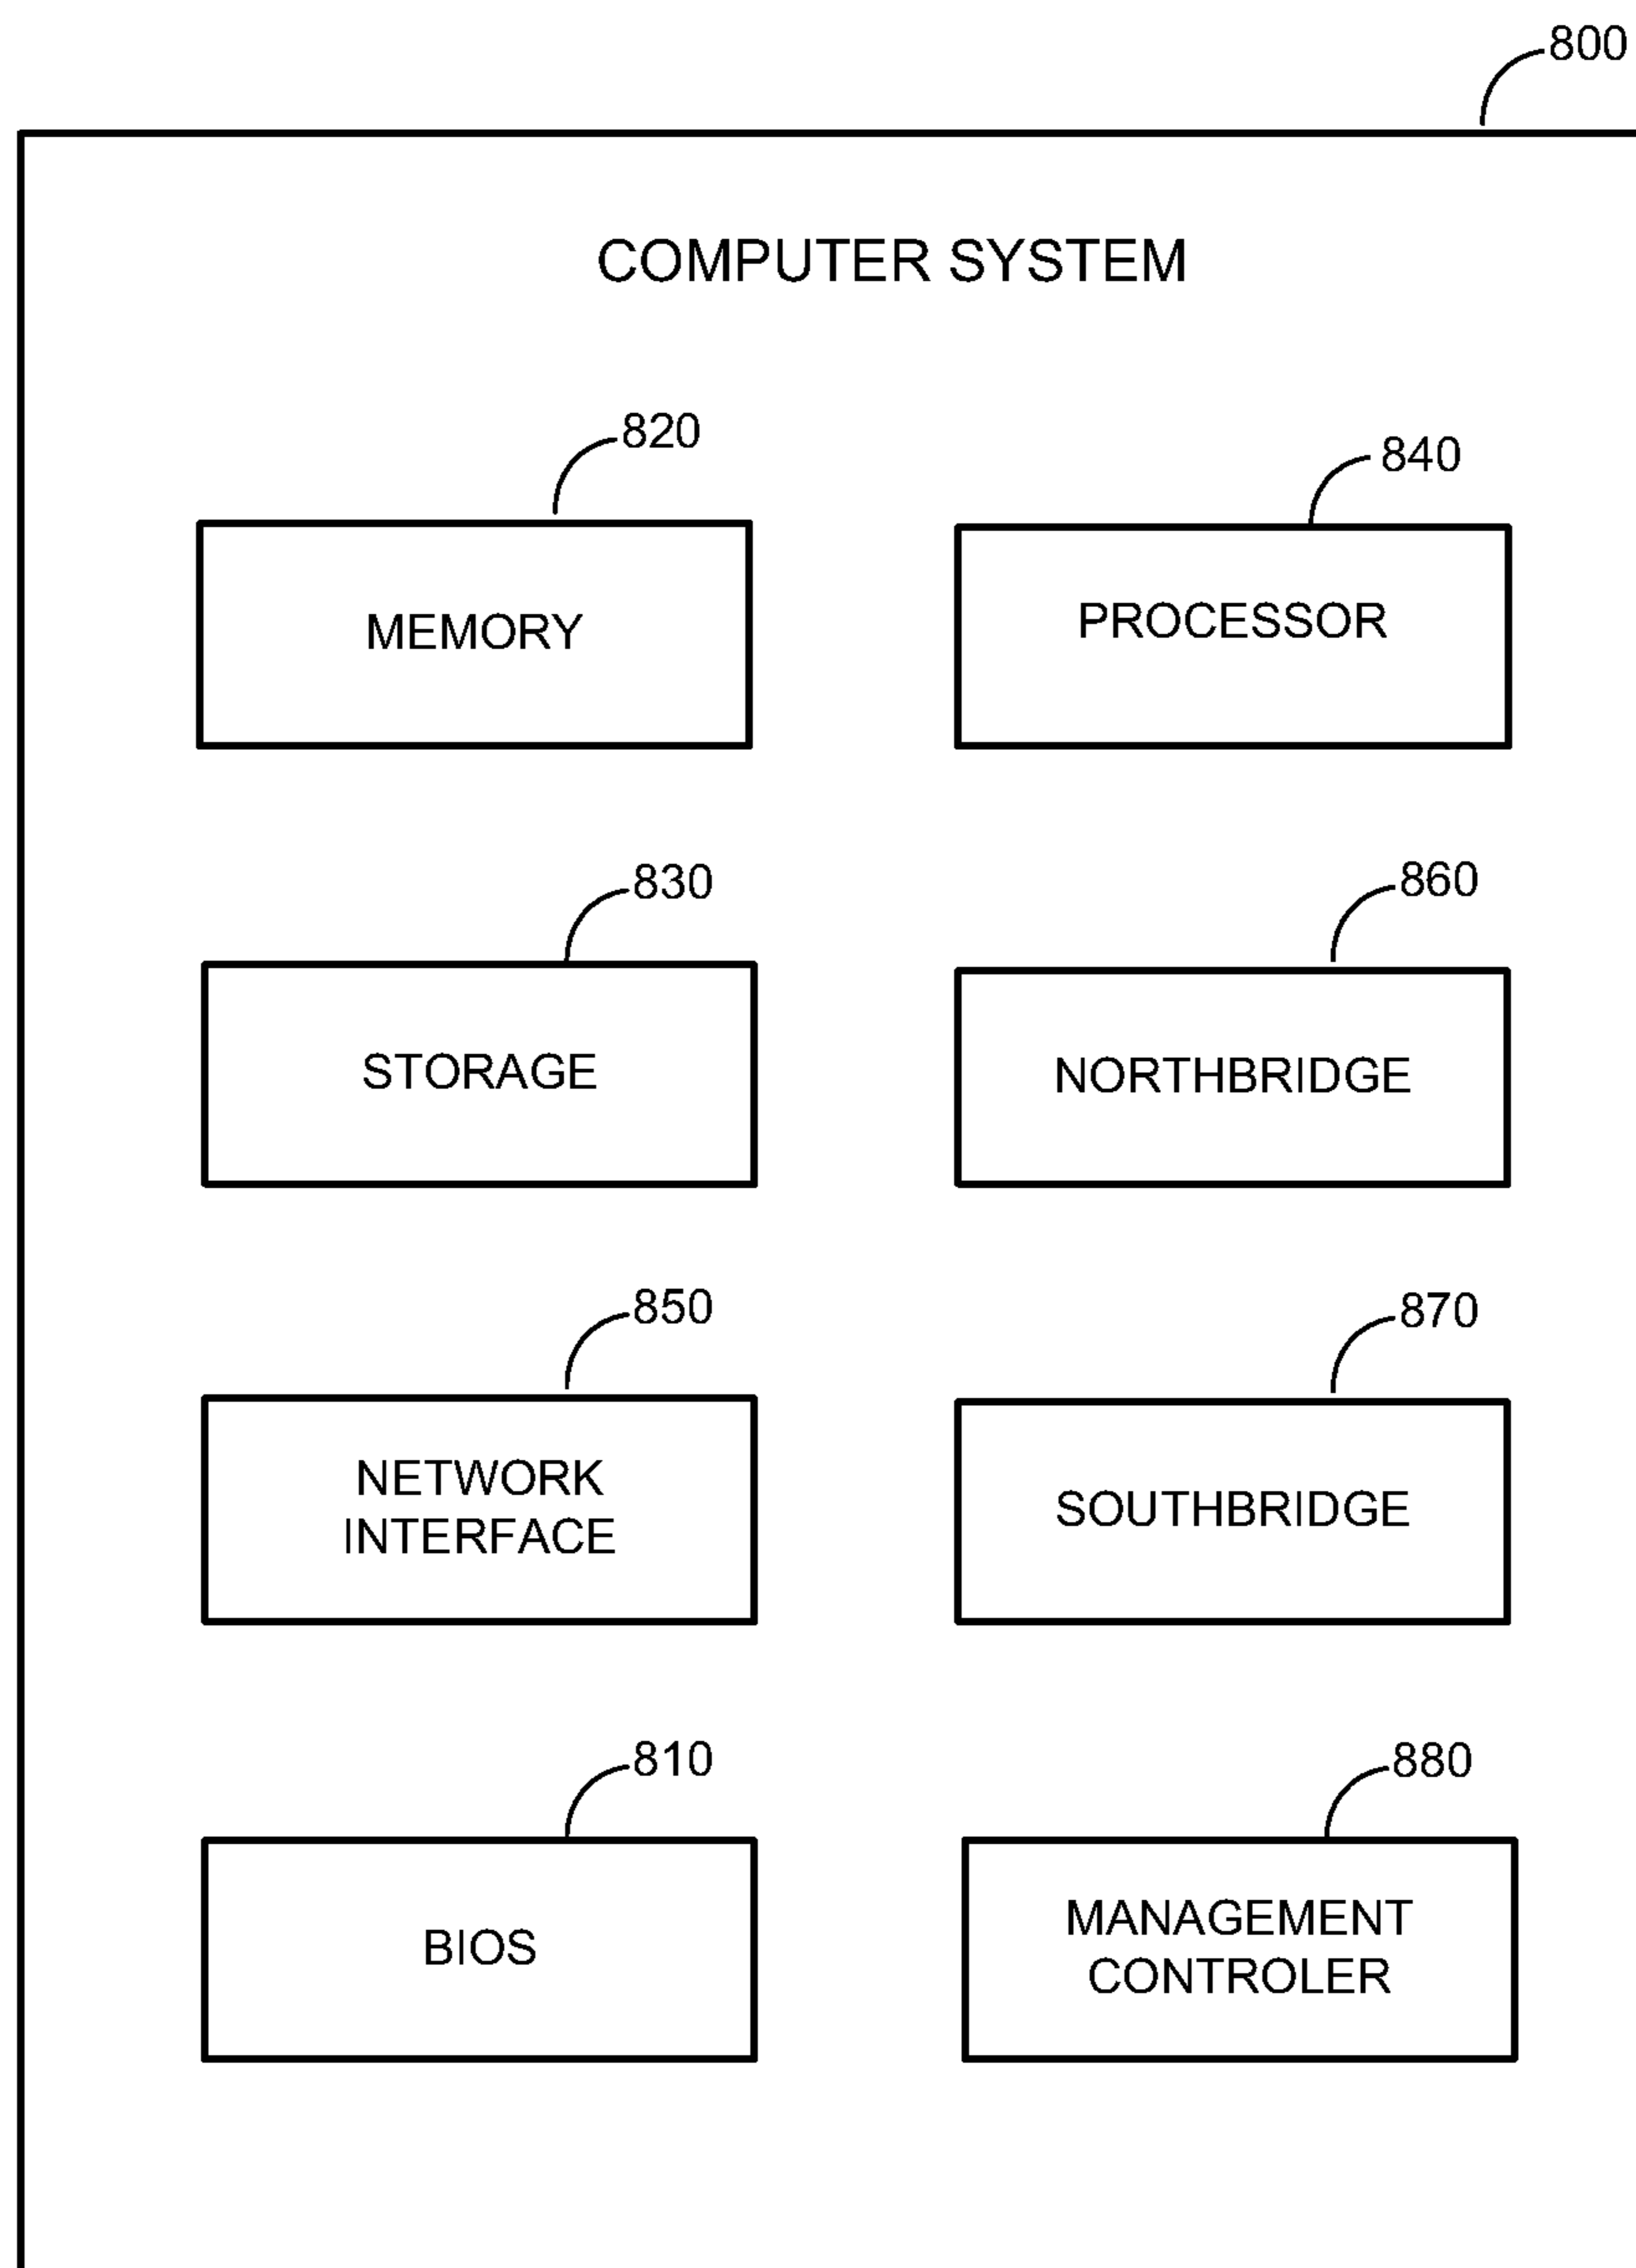 800
COMPUTER SYSTEM
820
840
MEMORY
PROCESSOR
830
860
STORAGE
NORTHBRIDGE
850
870
NETWORK
INTERFACE
SOUTHBRIDGE
810
880
BIOS
MANAGEMENT
CONTROLER